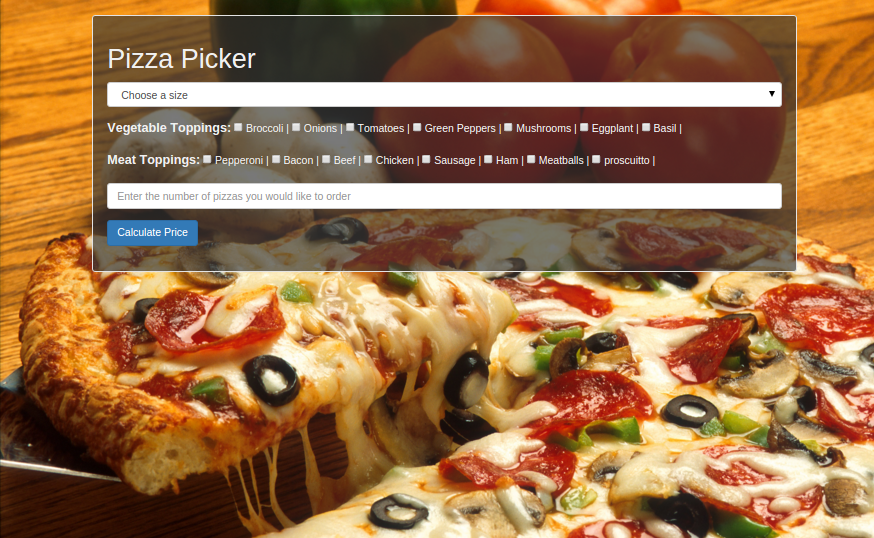 Pizza Picker
Choose a size
Vegetable Toppings: Broccoli | Onions | Tomatoes | Green Peppers | Mushrooms | Eggplant | Basil |
Meat Toppings: Pepperoni | Bacon | Beef | Chicken | Sausage | Ham | Meatballs | proscuitto |
Enter the number of pizzas you would like to order
Calculate Price